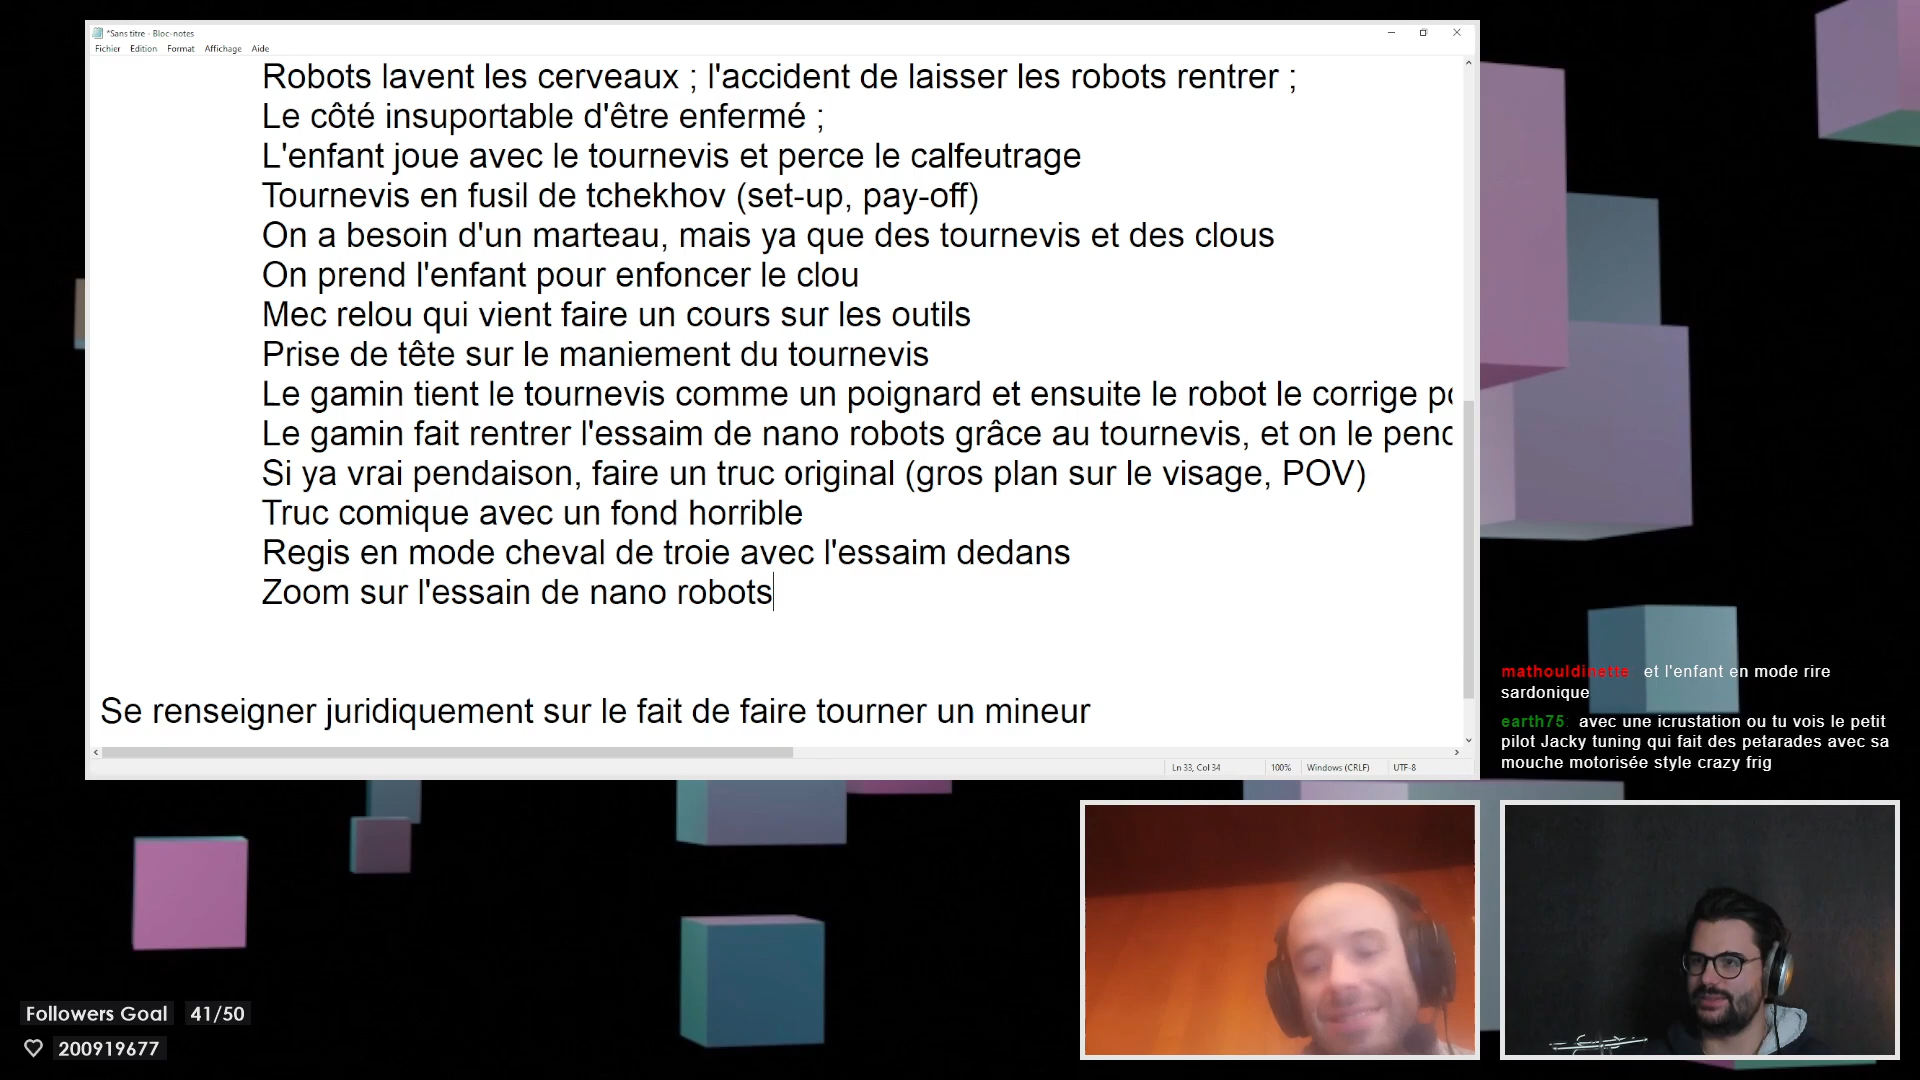 *Sans titre - Bloc-notes
Fichier Edition Format Affichage Aide
Robots lavent les cerveaux ; l'accident de laisser les robots rentrer ;
Le côté insuportable d'être enfermé ;
L'enfant joue avec le tournevis et perce le calfeutrage
Tournevis en fusil de tchekhov (set-up, pay-off)
On a besoin d'un marteau, mais ya que des tournevis et des clous
On prend l'enfant pour enfoncer le clou
Mec relou qui vient faire un cours sur les outils
Prise de tête sur le maniement du tournevis
Le gamin tient le tournevis comme un poignard et ensuite le robot le corrige
Le gamin fait rentrer l'essaim de nano robots grâce au tournevis, et on le
Si ya vrai pendaison, faire un truc original (gros plan sur le visage, POV)
Truc comique avec un fond horrible
Regis en mode cheval de troie avec l'essaim dedans
Zoom sur l'essain de nano robots
Se renseigner juridiquement sur le fait de faire tourner un mineur
Ln 33, Col 34 100% Windows (CRLF) UTF-8
mathouldinette et l'enfant en mode rire
sardonique
earth75: avec une icrustation ou tu vois le petit
pilot Jacky tuning qui fait des petarades avec sa
mouche motorisée style crazy frig
Followers Goal 41/50
200919677